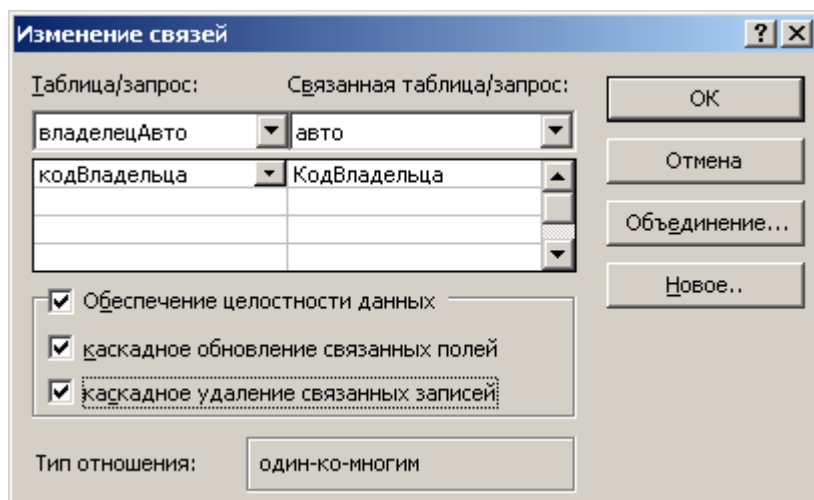 Изменение связей
Таблица/запрос: Связанная таблица/запрос:
владелецАвто авто
кодВладельца КодВладельца
Обеспечение целостности данных
каскадное обновление связанных полей
каскадное удаление связанных записей
Тип отношения: один-ко-многим
ОК
Отмена
Объединение...
Новое..